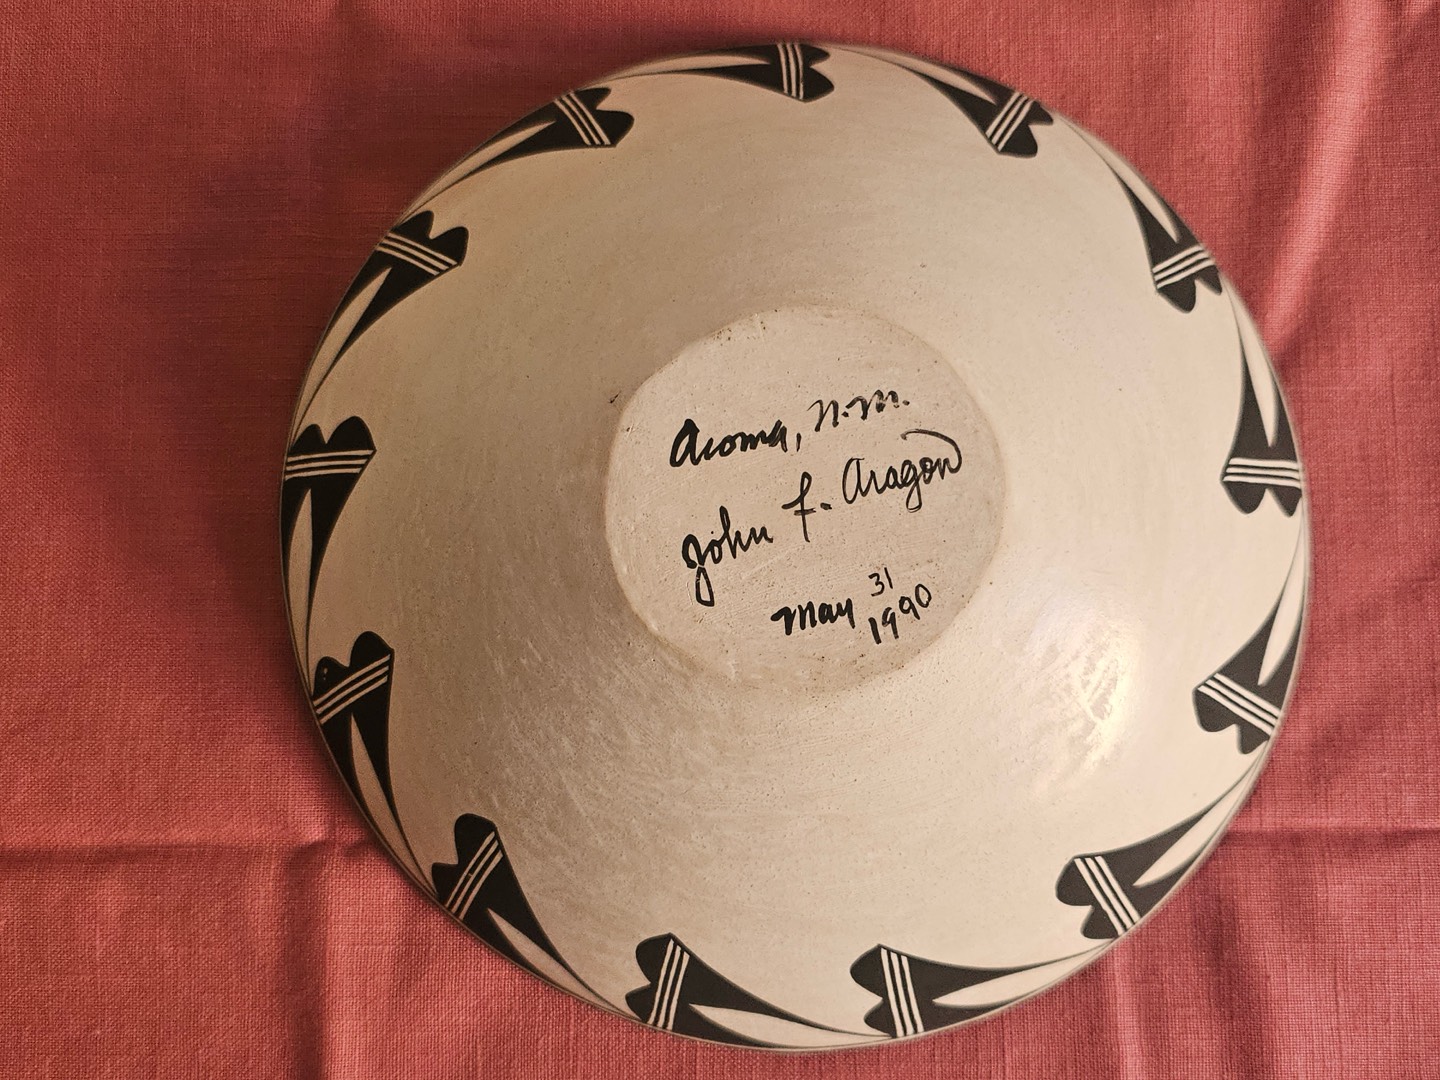 Acoma, N.M.
John F. Aragon
May 31
1990